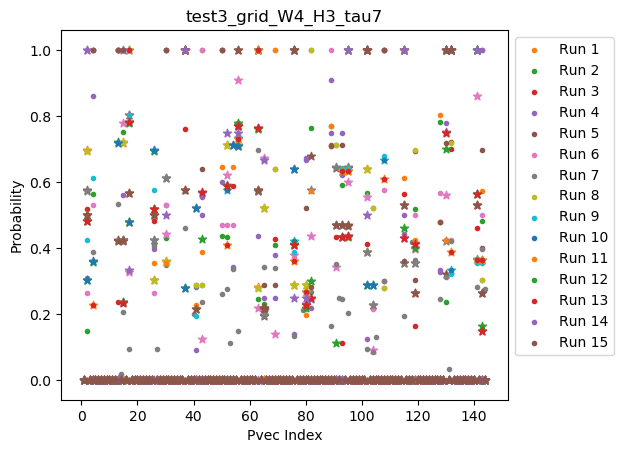 test3_grid_W4_H3_tau7
1.0
0.8
0.6
0.4
0.2
0.0
Probability
0 20 40 60 80 100 120 140
Pvec Index
Run 1
Run 2
Run 3
Run 4
Run 5
Run 6
Run 7
Run 8
Run 9
Run 10
Run 11
Run 12
Run 13
Run 14
Run 15